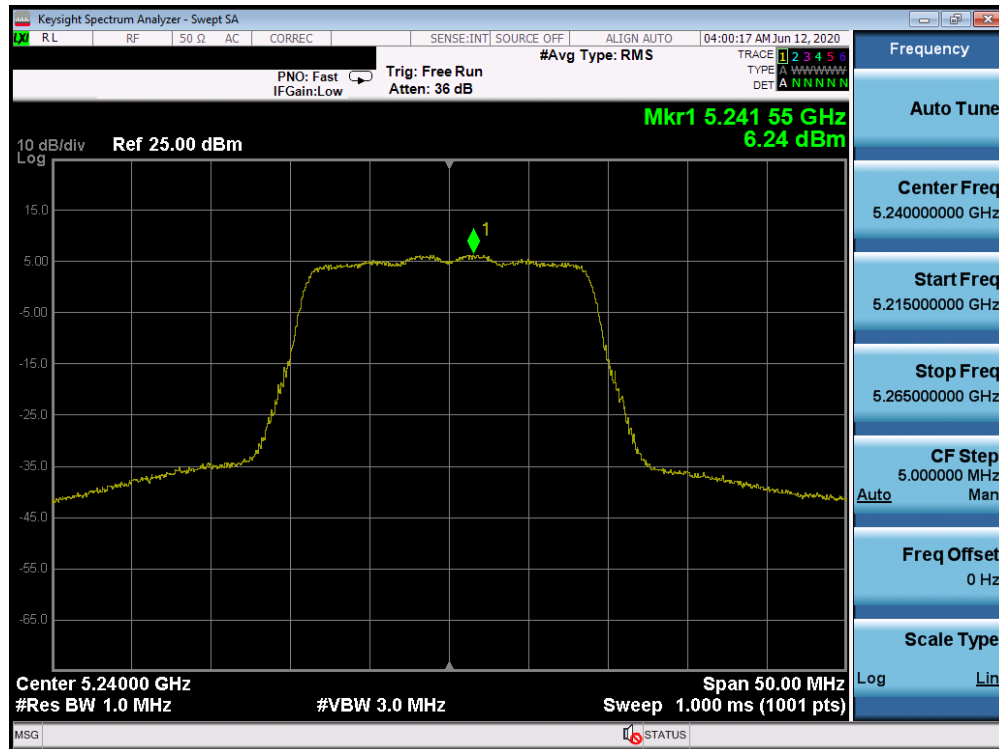 Keysight Spectrum Analyzer - Swept SA
LXI RL RF 50 Ω AC CORREC SENSE:INT SOURCE OFF ALIGN AUTO 04:00:17 AM Jun 12, 2020
PNO: Fast
IFGain:Low
Trig: Free Run
Atten: 36 dB
#Avg Type: RMS
TRACE 1 2 3 4 5 6
TYPE A WWWWW
DET A N N N N N
Mkr1 5.241 55 GHz
6.24 dBm
10 dB/div Ref 25.00 dBm
Log
15.0
5.00
-5.00
-15.0
-25.0
-35.0
-45.0
-55.0
-65.0
1
Center 5.24000 GHz Span 50.00 MHz
#Res BW 1.0 MHz #VBW 3.0 MHz Sweep 1.000 ms (1001 pts)
MSG STATUS
Frequency
Auto Tune
Center Freq
5.240000000 GHz
Start Freq
5.215000000 GHz
Stop Freq
5.265000000 GHz
CF Step
5.000000 MHz
Auto Man
Freq Offset
0 Hz
Scale Type
Log Lin